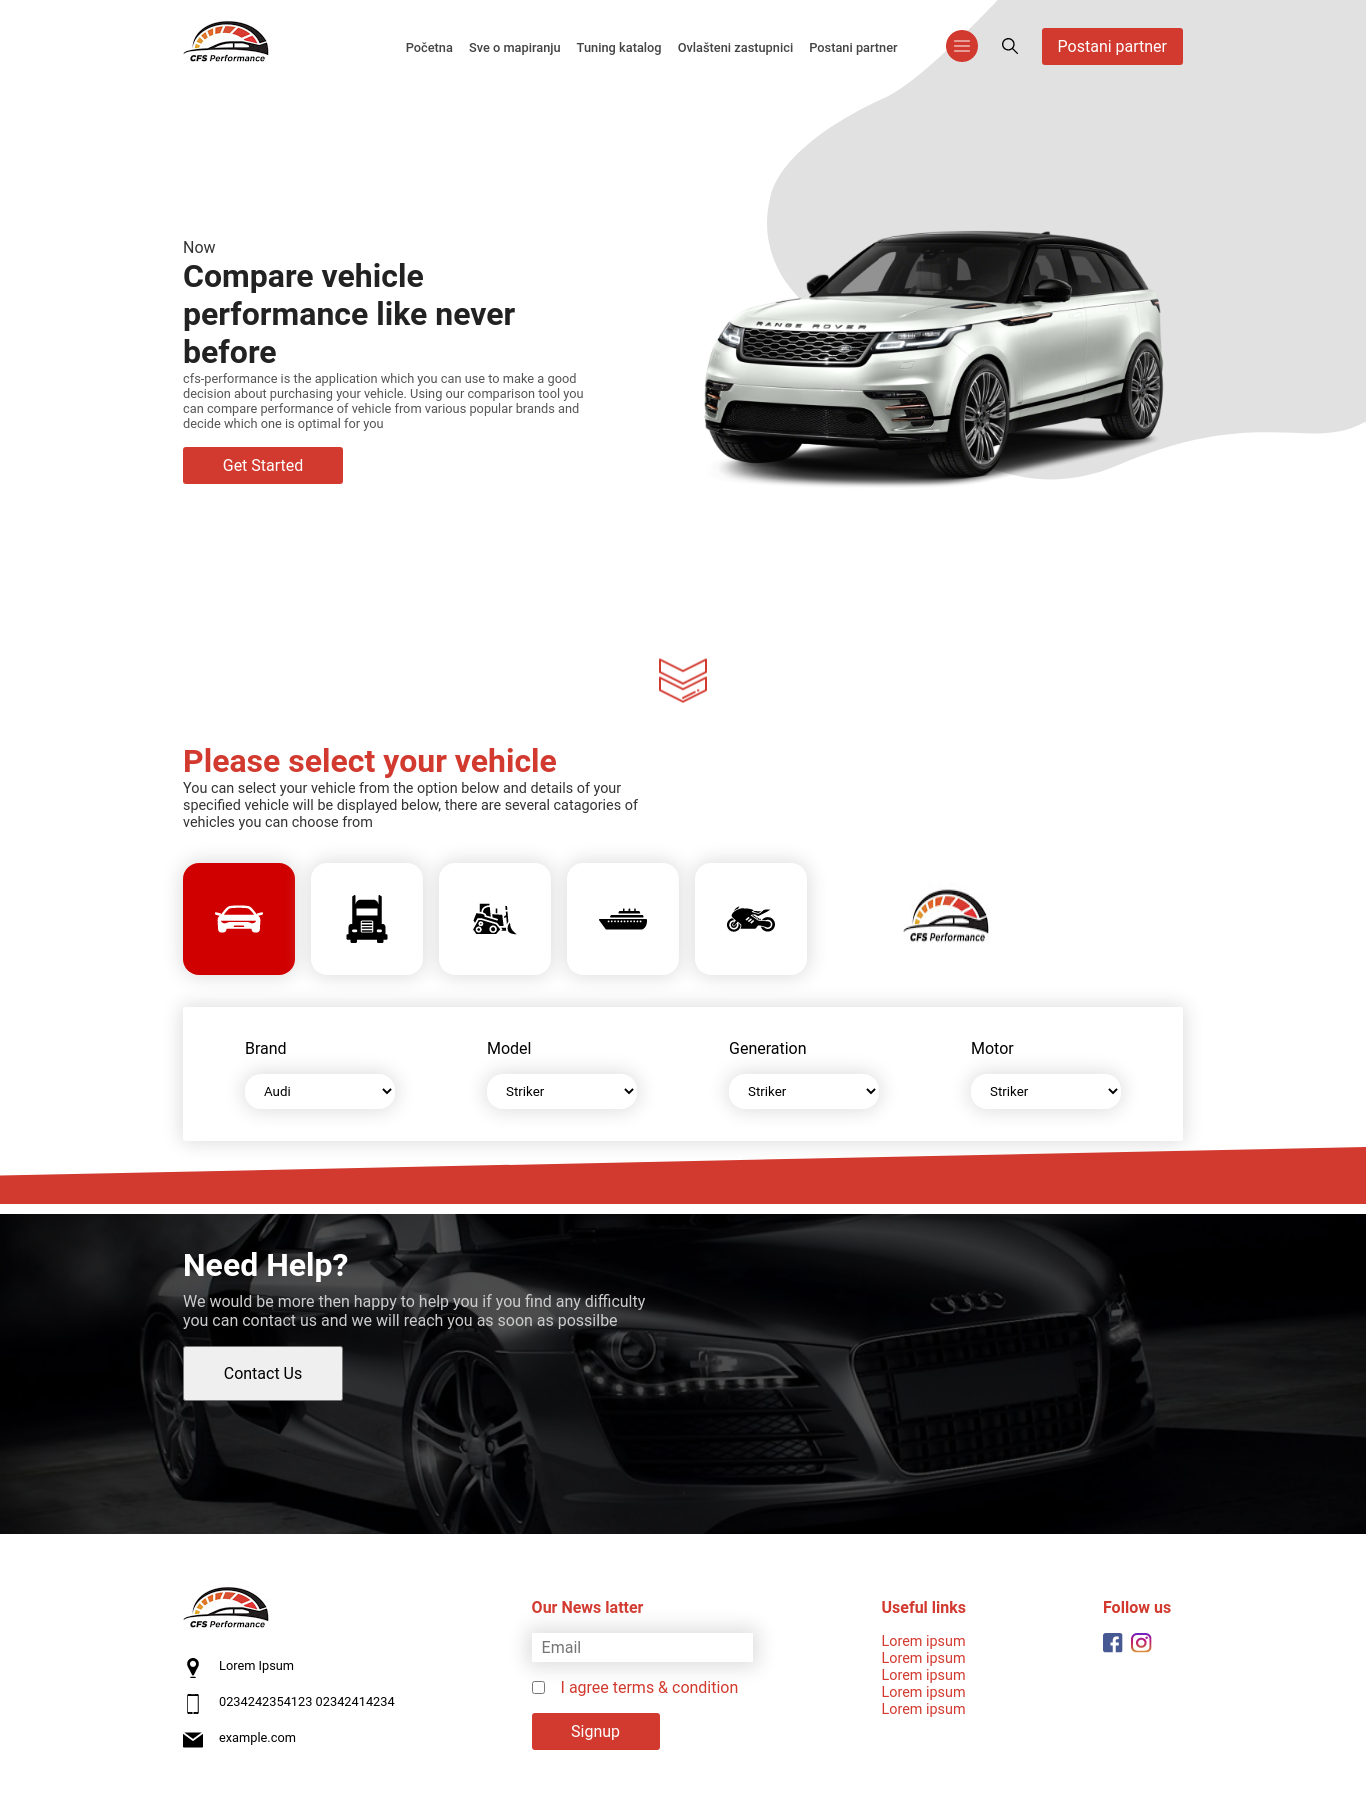 CFS Performance
Početna Sve o mapiranju Tuning katalog Ovlašteni zastupnici Postani partner
Postani partner
Now
Compare vehicle
performance like never
before
cfs-performance is the application which you can use to make a good
decision about purchasing your vehicle. Using our comparison tool you
can compare performance of vehicle from various popular brands and
decide which one is optimal for you
Get Started
RANGE ROVER
Please select your vehicle
You can select your vehicle from the option below and details of your
specified vehicle will be displayed below, there are several catagories of
vehicles you can choose from
CFS Performance
Brand Model Generation Motor
Audi Striker Striker Striker
Need Help?
We would be more then happy to help you if you find any difficulty
you can contact us and we will reach you as soon as possilbe
Contact Us
CFS Performance
Lorem Ipsum
0234242354123 02342414234
example.com
Our News latter
Email
I agree terms & condition
Signup
Useful links
Lorem ipsum
Lorem ipsum
Lorem ipsum
Lorem ipsum
Lorem ipsum
Follow us